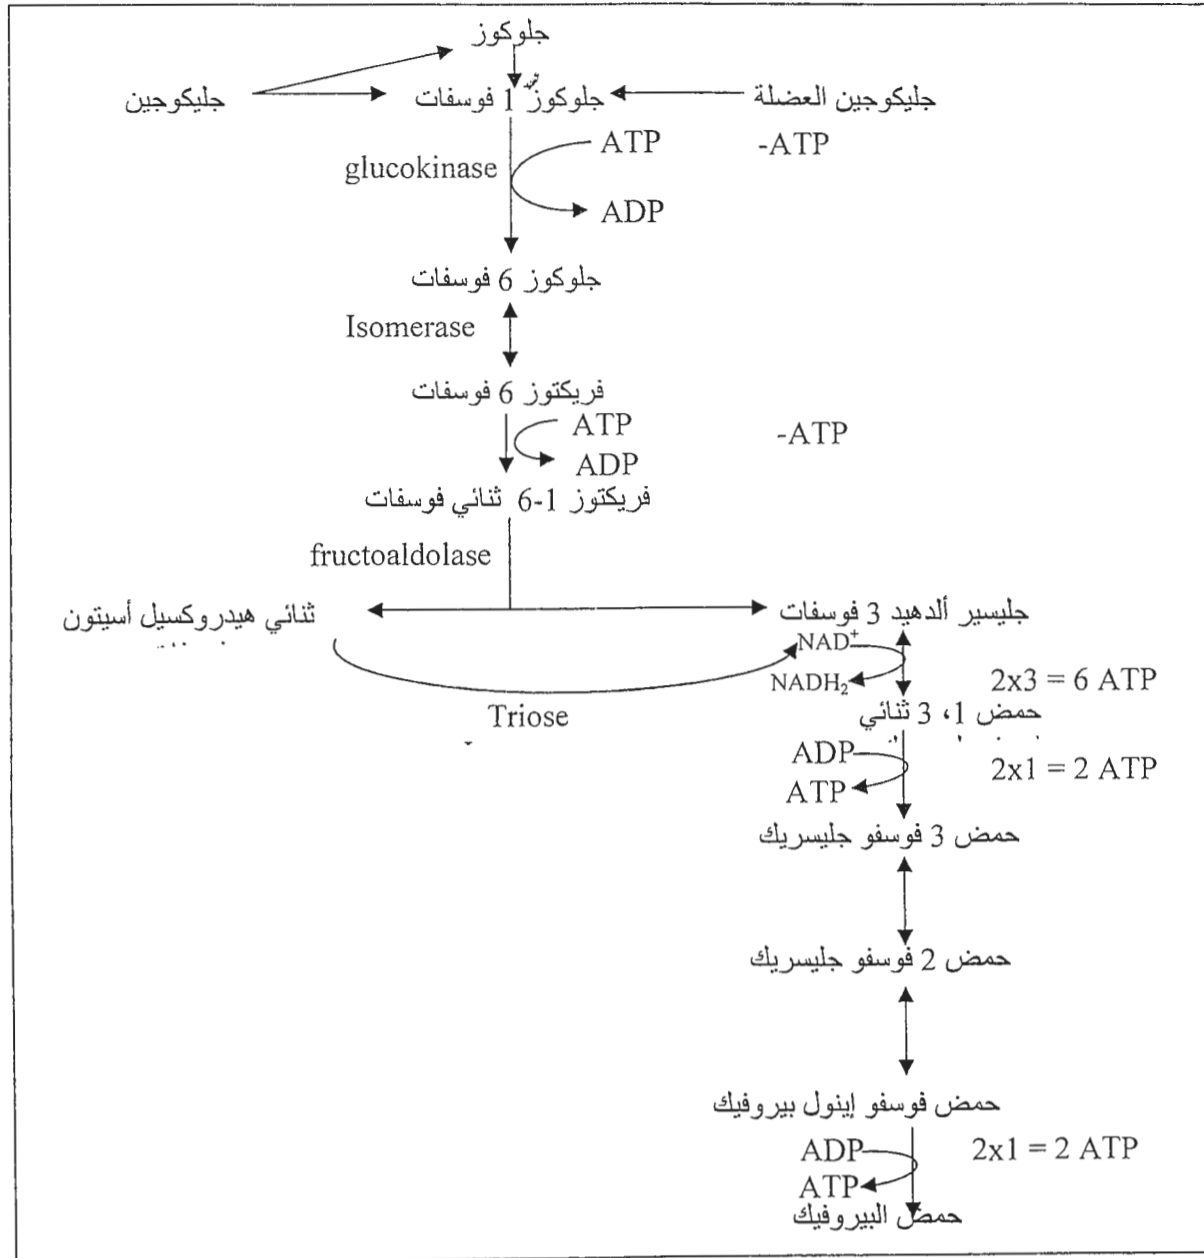 جلوكوز
جليكوجين
جلوكوز 1 فوسفات
جليكوجين العضلة
ATP
-ATP
glucokinase
ADP
جلوكوز 6 فوسفات
Isomerase
فريكتوز 6 فوسفات
ATP
-ATP
ADP
فريكتوز 1-6 ثنائي فوسفات
fructoaldolase
ثنائي هيدروكسيل أسيتون
جليسير ألدهيد 3 فوسفات
NAD⁺
NADH₂
2x3 = 6 ATP
Triose
حمض 1، 3 ثنائي
ADP
2x1 = 2 ATP
ATP
حمض 3 فوسفو جليسريك
حمض 2 فوسفو جليسريك
حمض فوسفو إينول بيروفيك
ADP
2x1 = 2 ATP
ATP
حمض البيروفيك